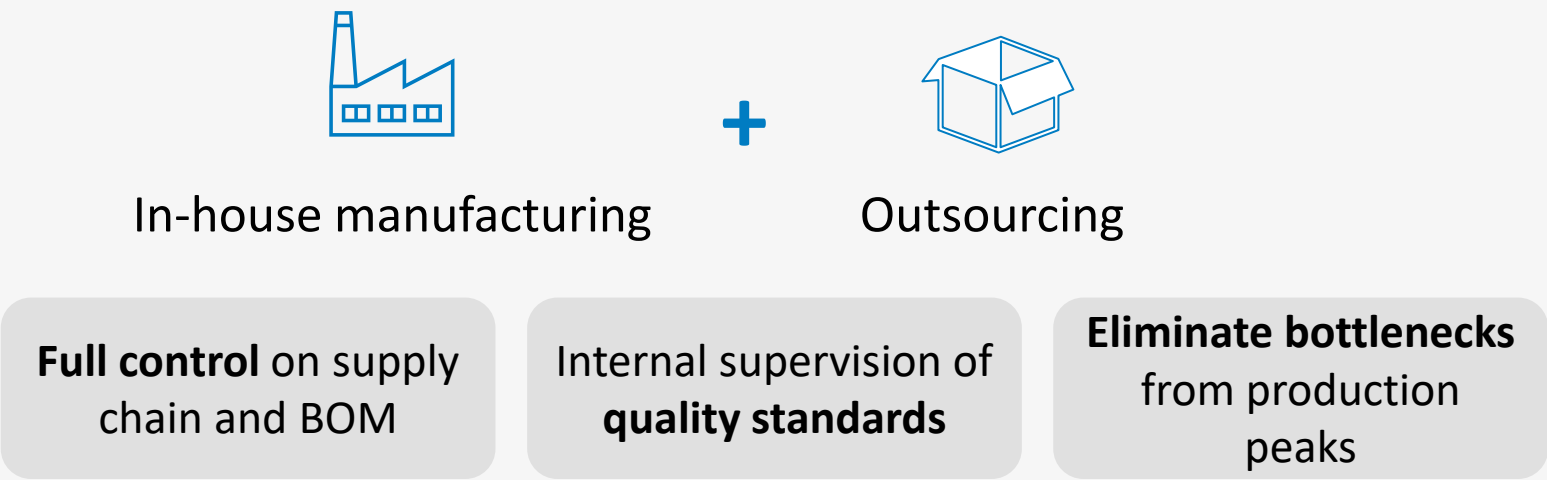 +
In-house manufacturing
Outsourcing
Full control on supply
chain and BOM
Internal supervision of
quality standards
Eliminate bottlenecks
from production
peaks